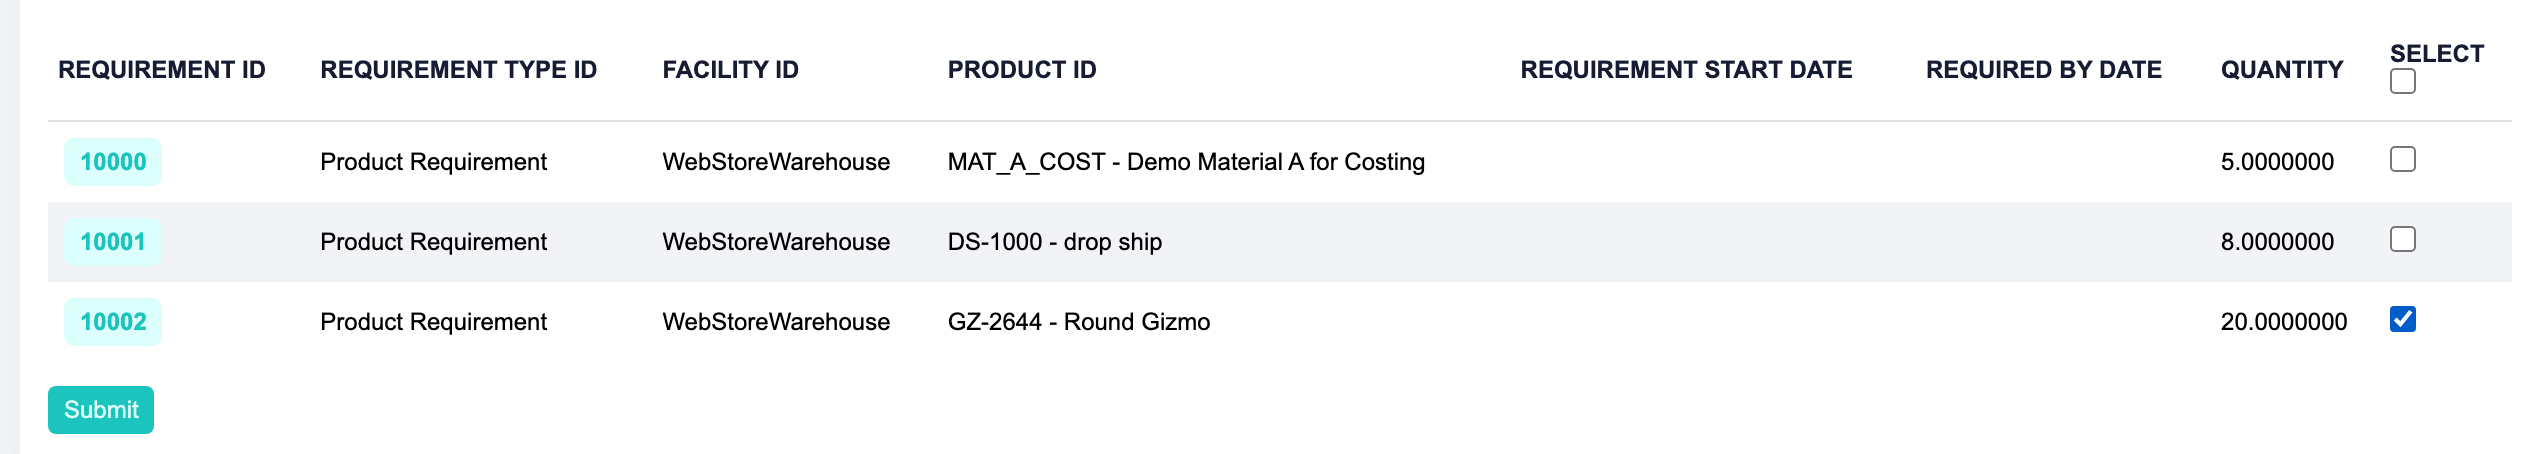 REQUIREMENT ID REQUIREMENT TYPE ID FACILITY ID PRODUCT ID REQUIREMENT START DATE REQUIRED BY DATE QUANTITY SELECT
10000 Product Requirement WebStoreWarehouse MAT_A_COST - Demo Material A for Costing 5.0000000
10001 Product Requirement WebStoreWarehouse DS-1000 - drop ship 8.0000000
10002 Product Requirement WebStoreWarehouse GZ-2644 - Round Gizmo 20.0000000
Submit